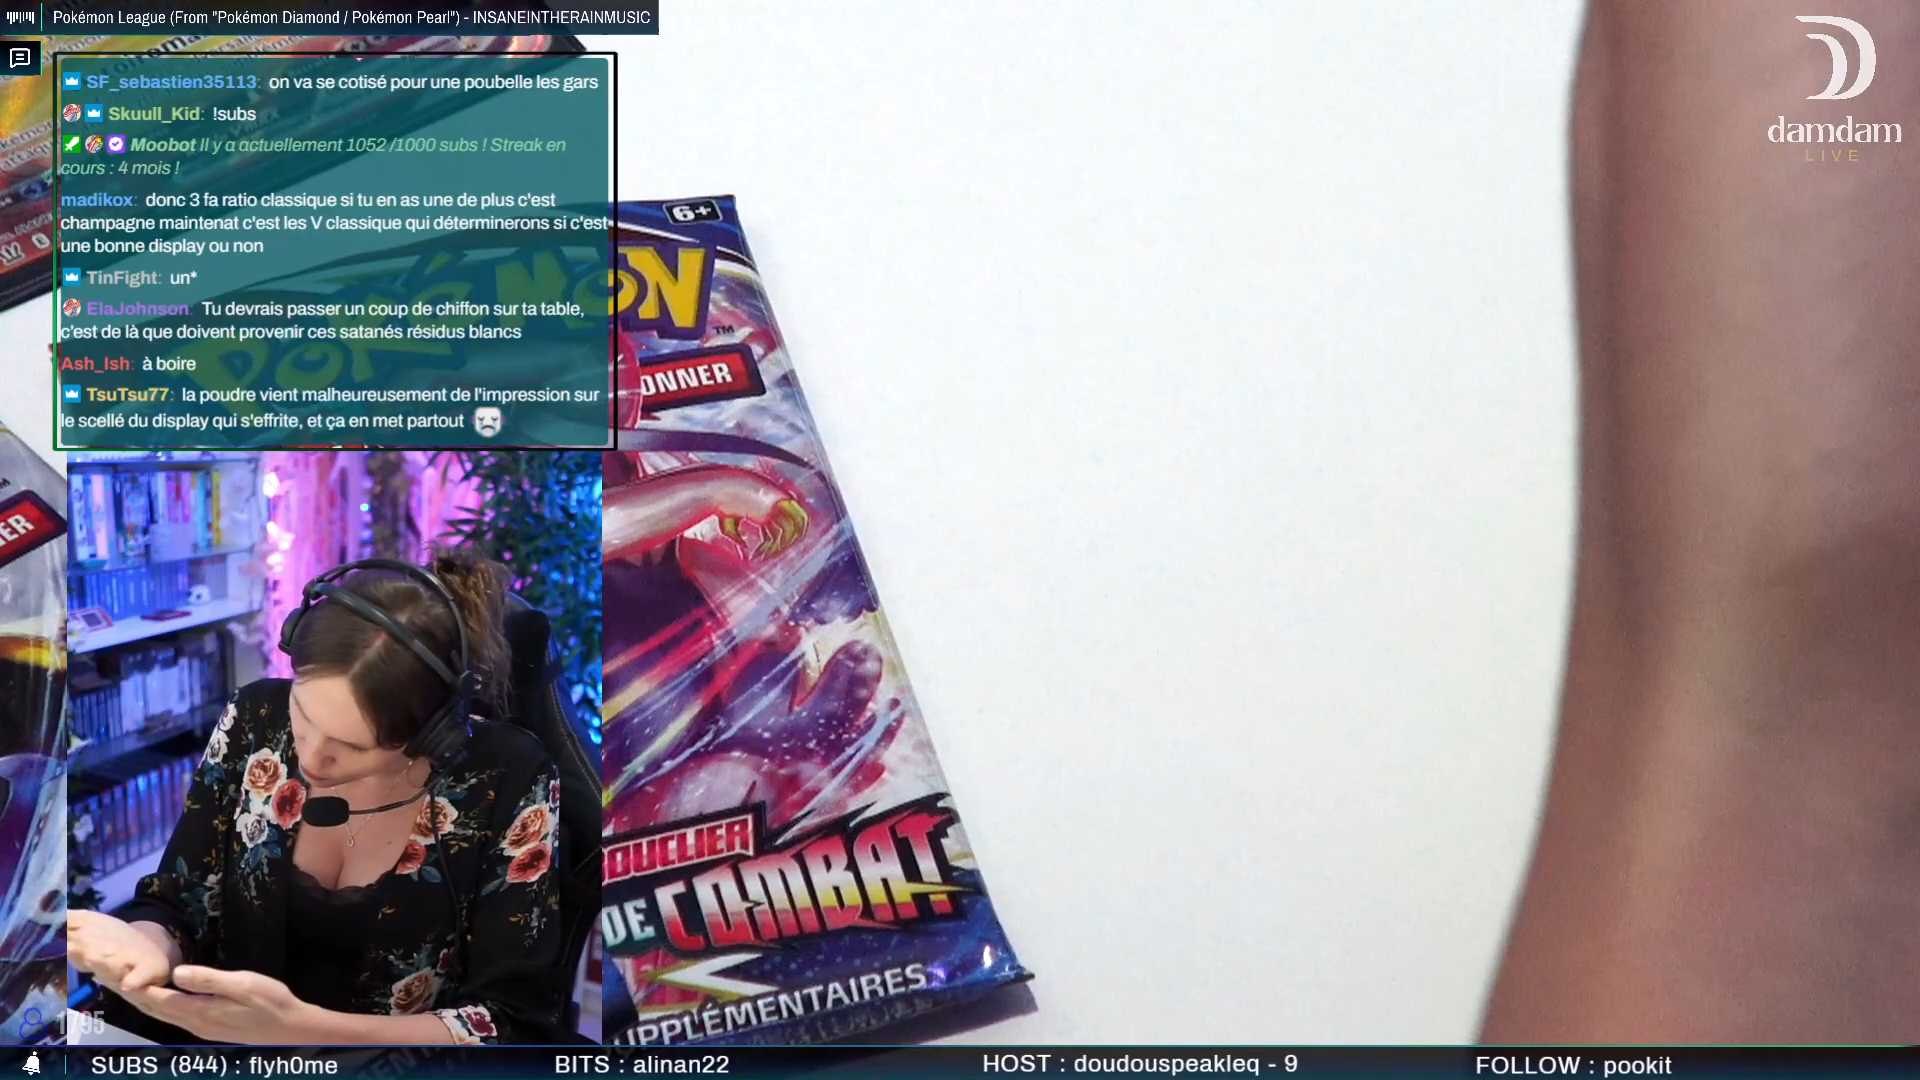 Pokémon League (From "Pokémon Diamond / Pokémon Pearl") - INSANEINTHERAINMUSIC
damdam
LIVE
SF_sebastien35113: on va se cotisé pour une poubelle les gars
Skuull_Kid: !subs
Moobot Il y a actuellement 1052 /1000 subs ! Streak en
cours : 4 mois !
madikox: donc 3 fa ratio classique si tu en as une de plus c'est
champagne maintenat c'est les V classique qui déterminerons si c'est
une bonne display ou non
TinFight: un*
ElaJohnson: Tu devrais passer un coup de chiffon sur ta table,
c'est de là que doivent provenir ces satanés résidus blancs
Ash_Ish: à boire
TsuTsu77: la poudre vient malheureusement de l'impression sur
le scellé du display qui s'effrite, et ça en met partout
6+
POKÉMON
TM
ONNER
ER
OUCLIER
DE COMBAT
UPPLÉMENTAIRES
1795
SUBS (844) : flyh0me
BITS : alinan22
HOST : doudouspeakleq - 9
FOLLOW : pookit